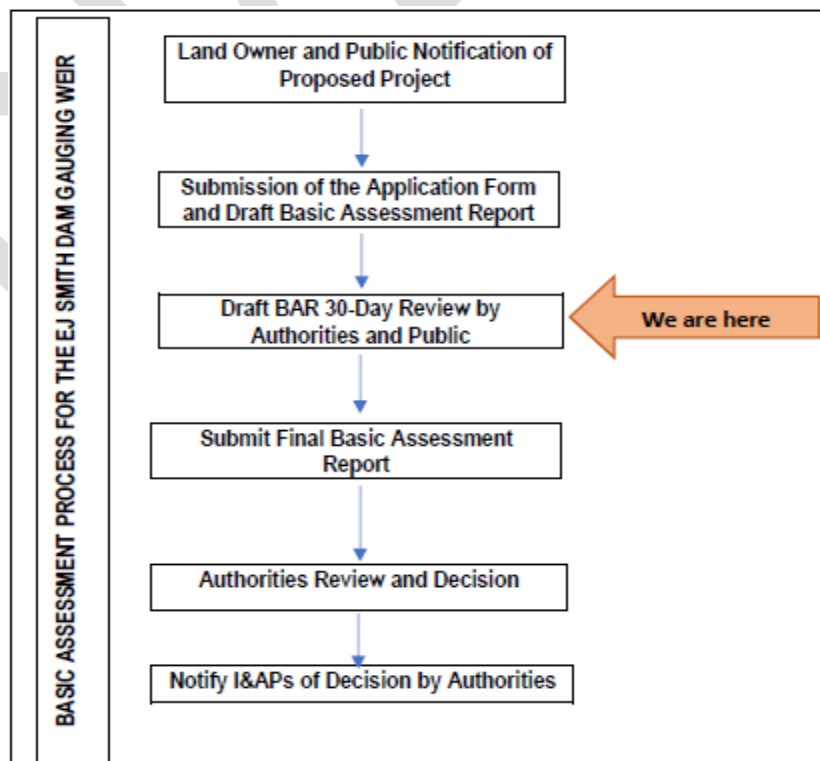 BASIC ASSESSMENT PROCESS FOR THE EJ SMITH DAM GAUGING WEIR
Land Owner and Public Notification of
Proposed Project
Submission of the Application Form
and Draft Basic Assessment Report
Draft BAR 30-Day Review by
Authorities and Public
We are here
Submit Final Basic Assessment
Report
Authorities Review and Decision
Notify I&APs of Decision by Authorities